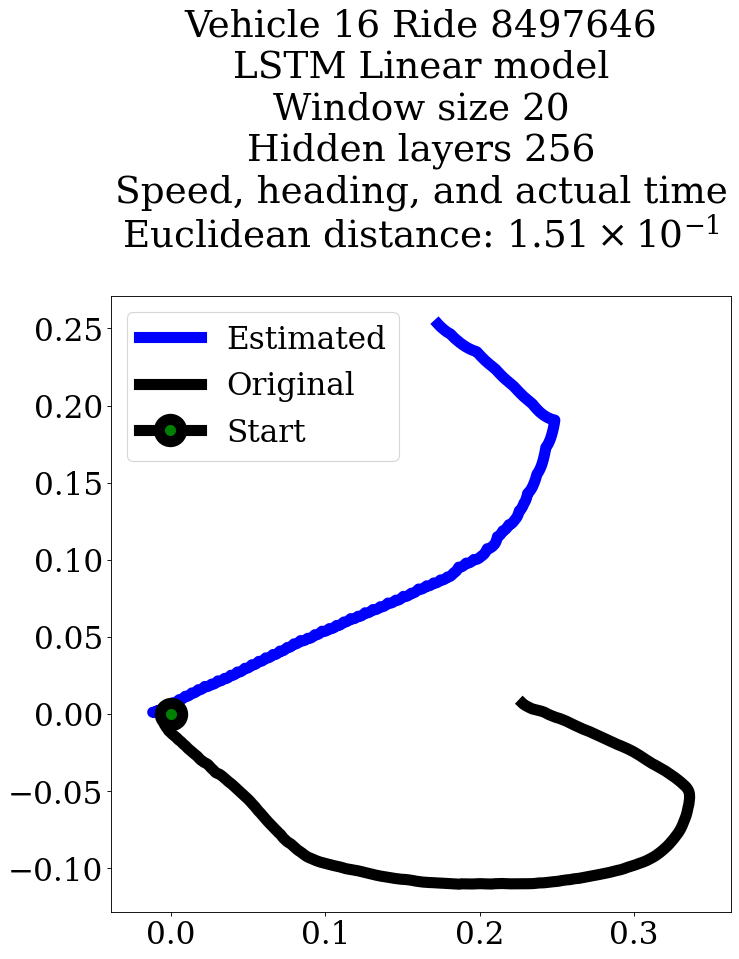 Vehicle 16 Ride 8497646
LSTM Linear model
Window size 20
Hidden layers 256
Speed, heading, and actual time
Euclidean distance: $1.51 \times 10^{-1}$
Estimated
Original
Start
0.25
0.20
0.15
0.10
0.05
0.00
−0.05
−0.10
0.0 0.1 0.2 0.3